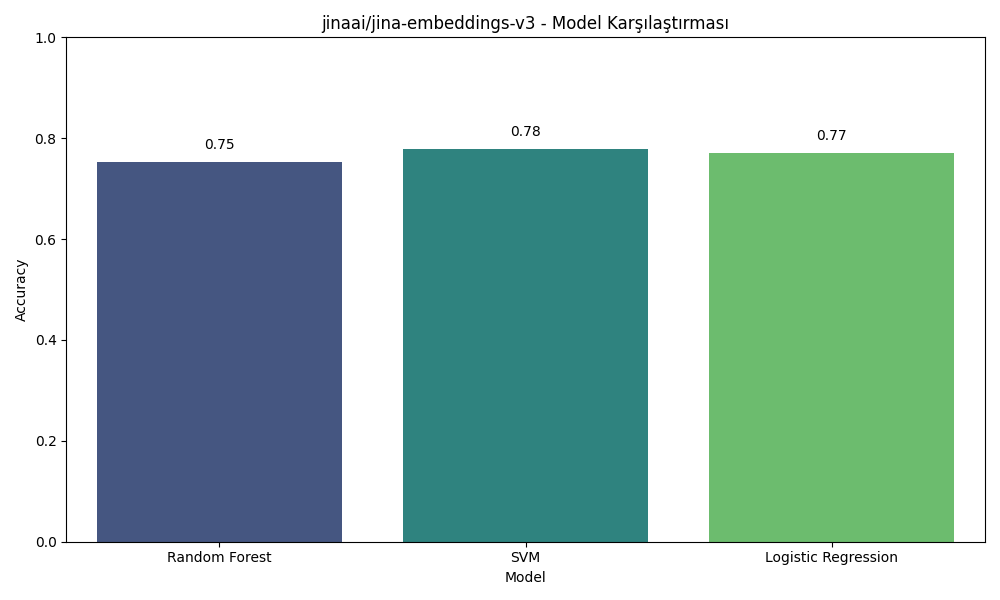 jinaai/jina-embeddings-v3 - Model Karşılaştırması
1.0
0.8
0.6
0.4
0.2
0.0
Accuracy
0.75
0.78
0.77
Random Forest
SVM
Logistic Regression
Model